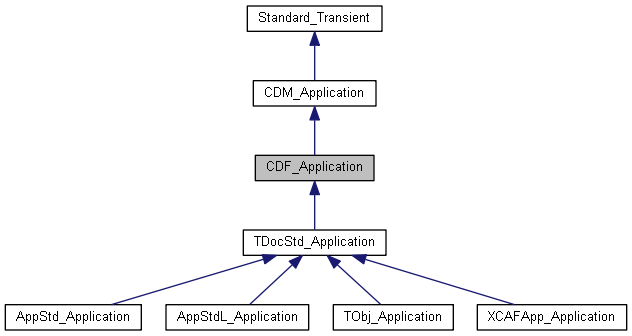 Standard_Transient
CDM_Application
CDF_Application
TDocStd_Application
AppStd_Application
AppStdL_Application
TObj_Application
XCAFApp_Application